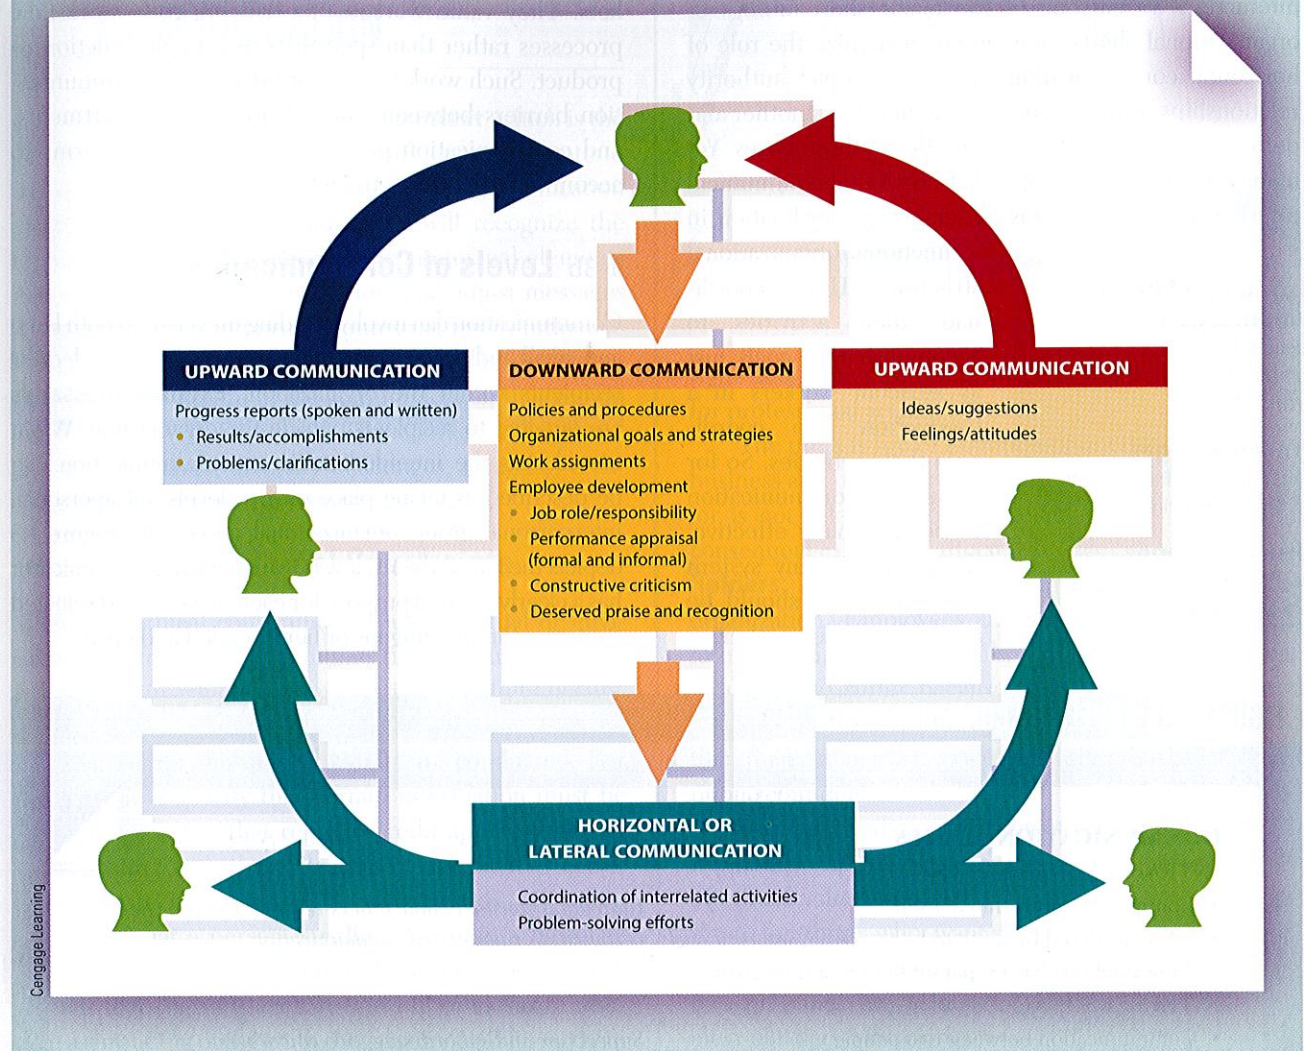 UPWARD COMMUNICATION
Progress reports (spoken and written)
• Results/accomplishments
• Problems/clarifications
DOWNWARD COMMUNICATION
Policies and procedures
Organizational goals and strategies
Work assignments
Employee development
• Job role/responsibility
• Performance appraisal
(formal and informal)
• Constructive criticism
• Deserved praise and recognition
UPWARD COMMUNICATION
Ideas/suggestions
Feelings/attitudes
HORIZONTAL OR
LATERAL COMMUNICATION
Coordination of interrelated activities
Problem-solving efforts
Cengage Learning